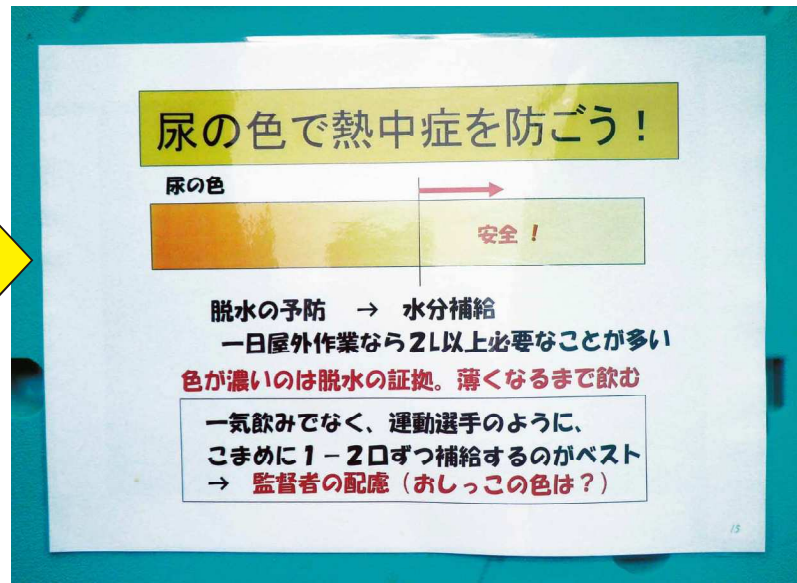 尿の色で熱中症を防ごう！
尿の色
安全！
脱水の予防 → 水分補給
一日屋外作業なら２L以上必要なことが多い
色が濃いのは脱水の証拠。薄くなるまで飲む
一気飲みでなく、運動選手のように、
こまめに１－２口ずつ補給するのがベスト
→ 監督者の配慮（おしっこの色は？）
15